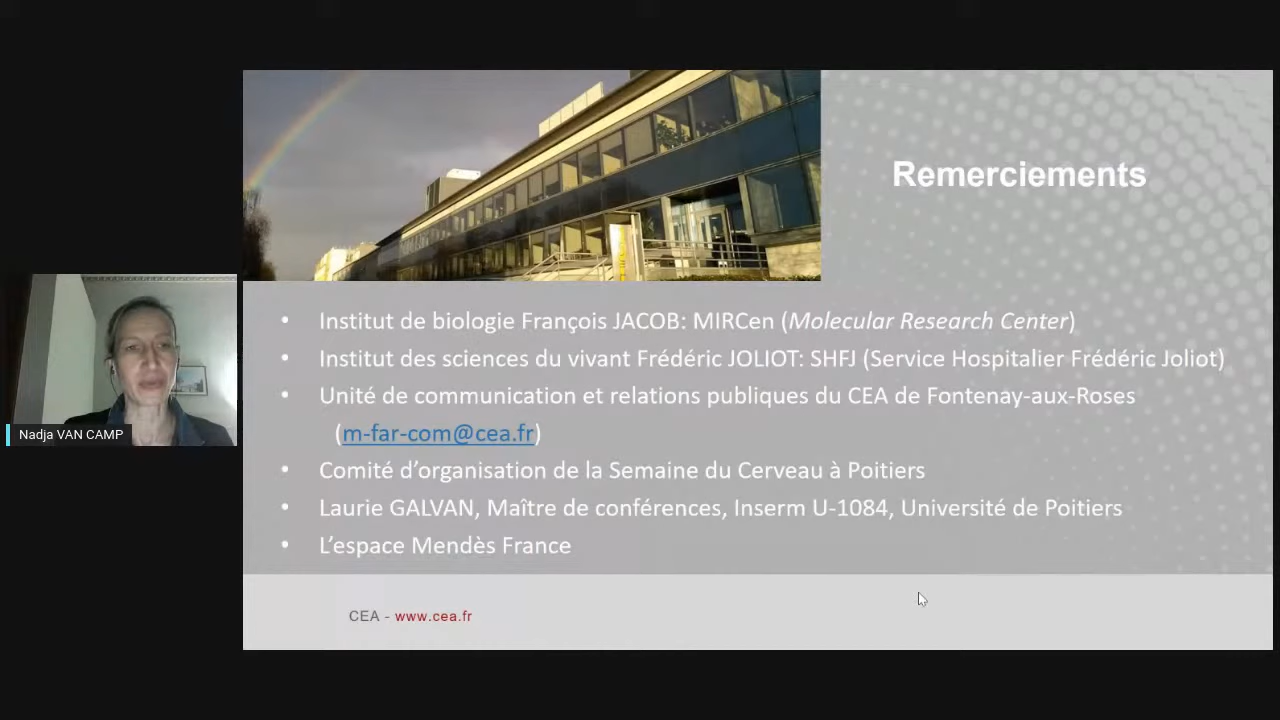 Remerciements
• Institut de biologie François JACOB: MIRCen (Molecular Research Center)
• Institut des sciences du vivant Frédéric JOLIOT: SHFJ (Service Hospitalier Frédéric Joliot)
• Unité de communication et relations publiques du CEA de Fontenay-aux-Roses
(m-far-com@cea.fr)
• Comité d’organisation de la Semaine du Cerveau à Poitiers
• Laurie GALVAN, Maître de conférences, Inserm U-1084, Université de Poitiers
• L’espace Mendès France
CEA - www.cea.fr
Nadja VAN CAMP